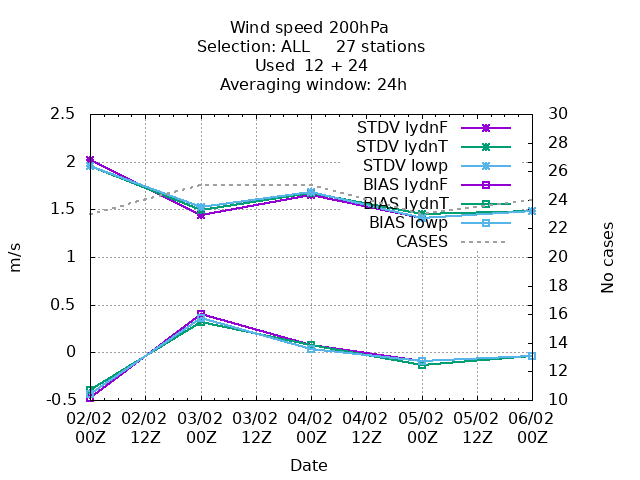 Wind speed 200hPa
Selection: ALL 27 stations
Used 12 + 24
Averaging window: 24h
2.5
2
1.5
1
0.5
0
-0.5
m/s
30
28
26
24
22
20
18
16
14
12
10
No cases
STDV lydnF
STDV lydnT
STDV lowp
BIAS lydnF
BIAS lydnT
BIAS lowp
CASES
02/02 02/02 03/02 03/02 04/02 04/02 05/02 05/02 06/02
00Z 12Z 00Z 12Z 00Z 12Z 00Z 12Z 00Z
Date